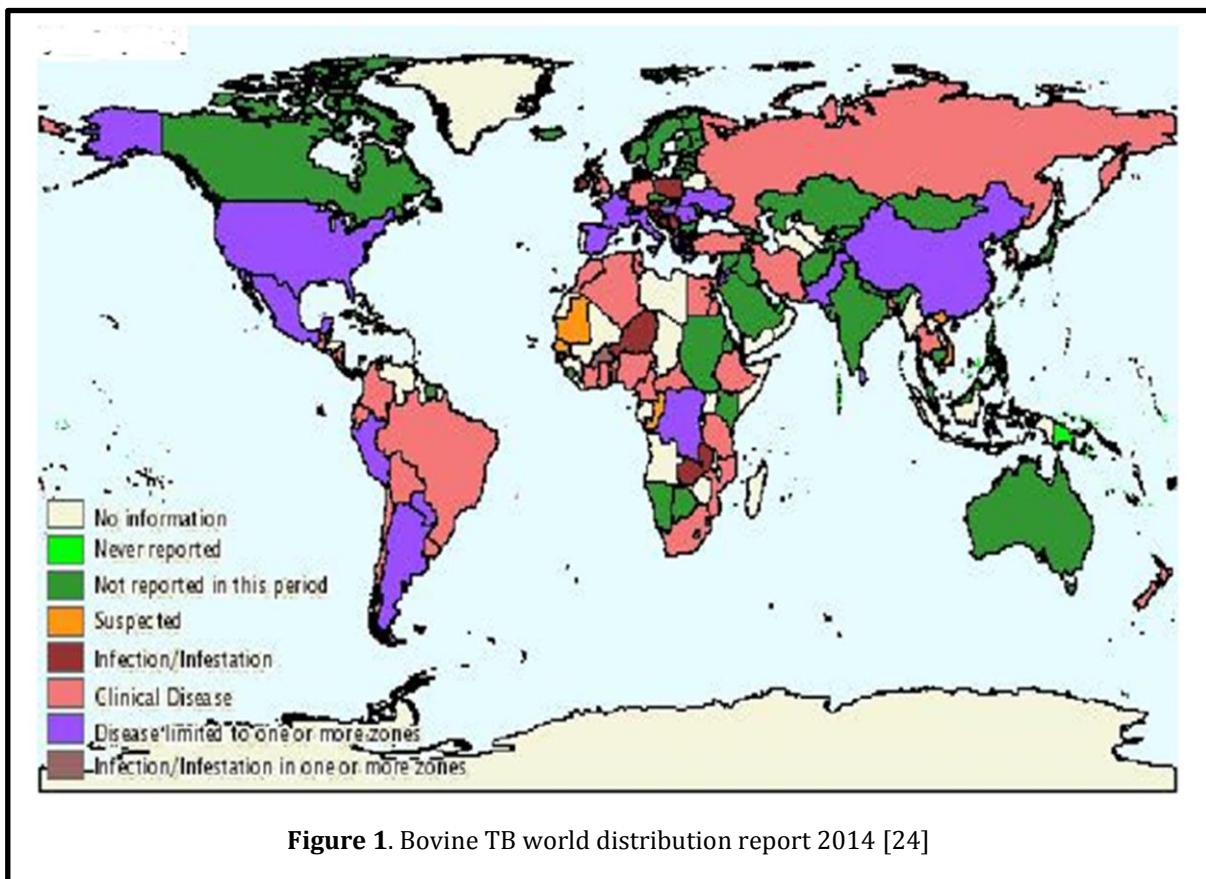 No information
Never reported
Not reported in this period
Suspected
Infection/Infestation
Clinical Disease
Disease limited to one or more zones
Infection/Infestation in one or more zones
Figure 1. Bovine TB world distribution report 2014 [24]